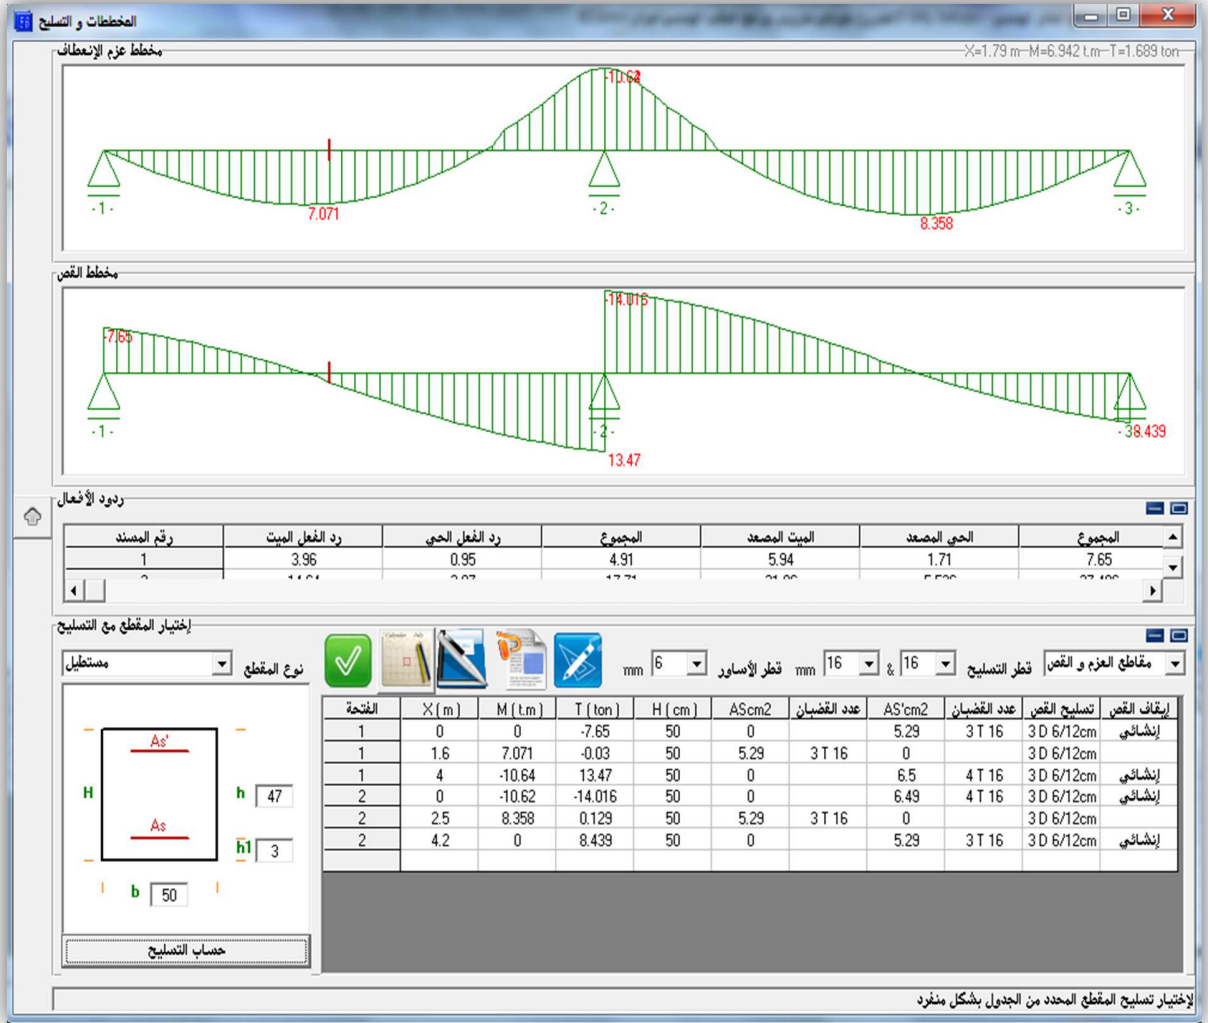 المخططات و التسليح
مخطط عزم الإنعطاف
X=1.79 m-M=6.942 t.m-T=1.689 ton
7.071
8.358
-1-
-2-
-3-
مخطط القص
-7.65
-14.016
13.47
8.439
-1-
-2-
-3
ردود الأفعال
رقم المسند رد الفعل الميت رد الفعل الحي المجموع الميت المصعد الحي المصعد المجموع
1 3.96 0.95 4.91 5.94 1.71 7.65
إختيار المقطع مع التسليح
مستطيل نوع المقطع
mm 6 قطر الأساور mm 16 & 16 قطر التسليح مقاطع العزم و القص
الفتحة X ( m ) M ( t.m ) T ( ton ) H ( cm ) AScm2 عدد القضبان AS'cm2 عدد القضبان تسليح القص إيقاف القص
1 0 0 -7.65 50 0 5.29 3 T 16 3 D 6/12cm إنشائي
1 1.6 7.071 -0.03 50 5.29 3 T 16 0 3 D 6/12cm
1 4 -10.64 13.47 50 0 6.5 4 T 16 3 D 6/12cm إنشائي
2 0 -10.62 -14.016 50 0 6.49 4 T 16 3 D 6/12cm إنشائي
2 2.5 8.358 0.129 50 5.29 3 T 16 0 3 D 6/12cm
2 4.2 0 8.439 50 0 5.29 3 T 16 3 D 6/12cm إنشائي
As'
H
h 47
As
h1 3
b 50
حساب التسليح
لإختيار تسليح المقطع المحدد من الجدول بشكل منفرد